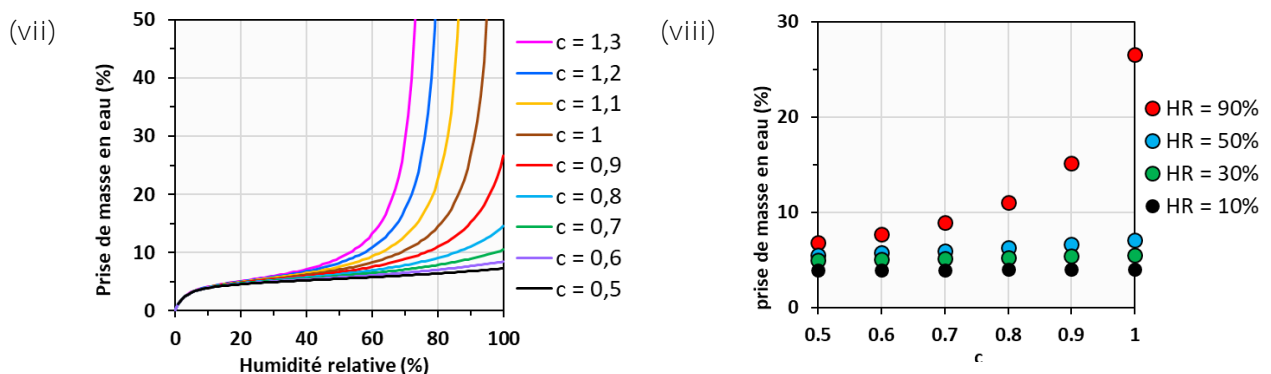 (vii)
Prise de masse en eau (%)
50
40
30
20
10
0
0 20 40 60 80 100
Humidité relative (%)
c = 1,3
c = 1,2
c = 1,1
c = 1
c = 0,9
c = 0,8
c = 0,7
c = 0,6
c = 0,5
(viii)
prise de masse en eau (%)
30
20
10
0
0.5 0.6 0.7 0.8 0.9 1
c
HR = 90%
HR = 50%
HR = 30%
HR = 10%